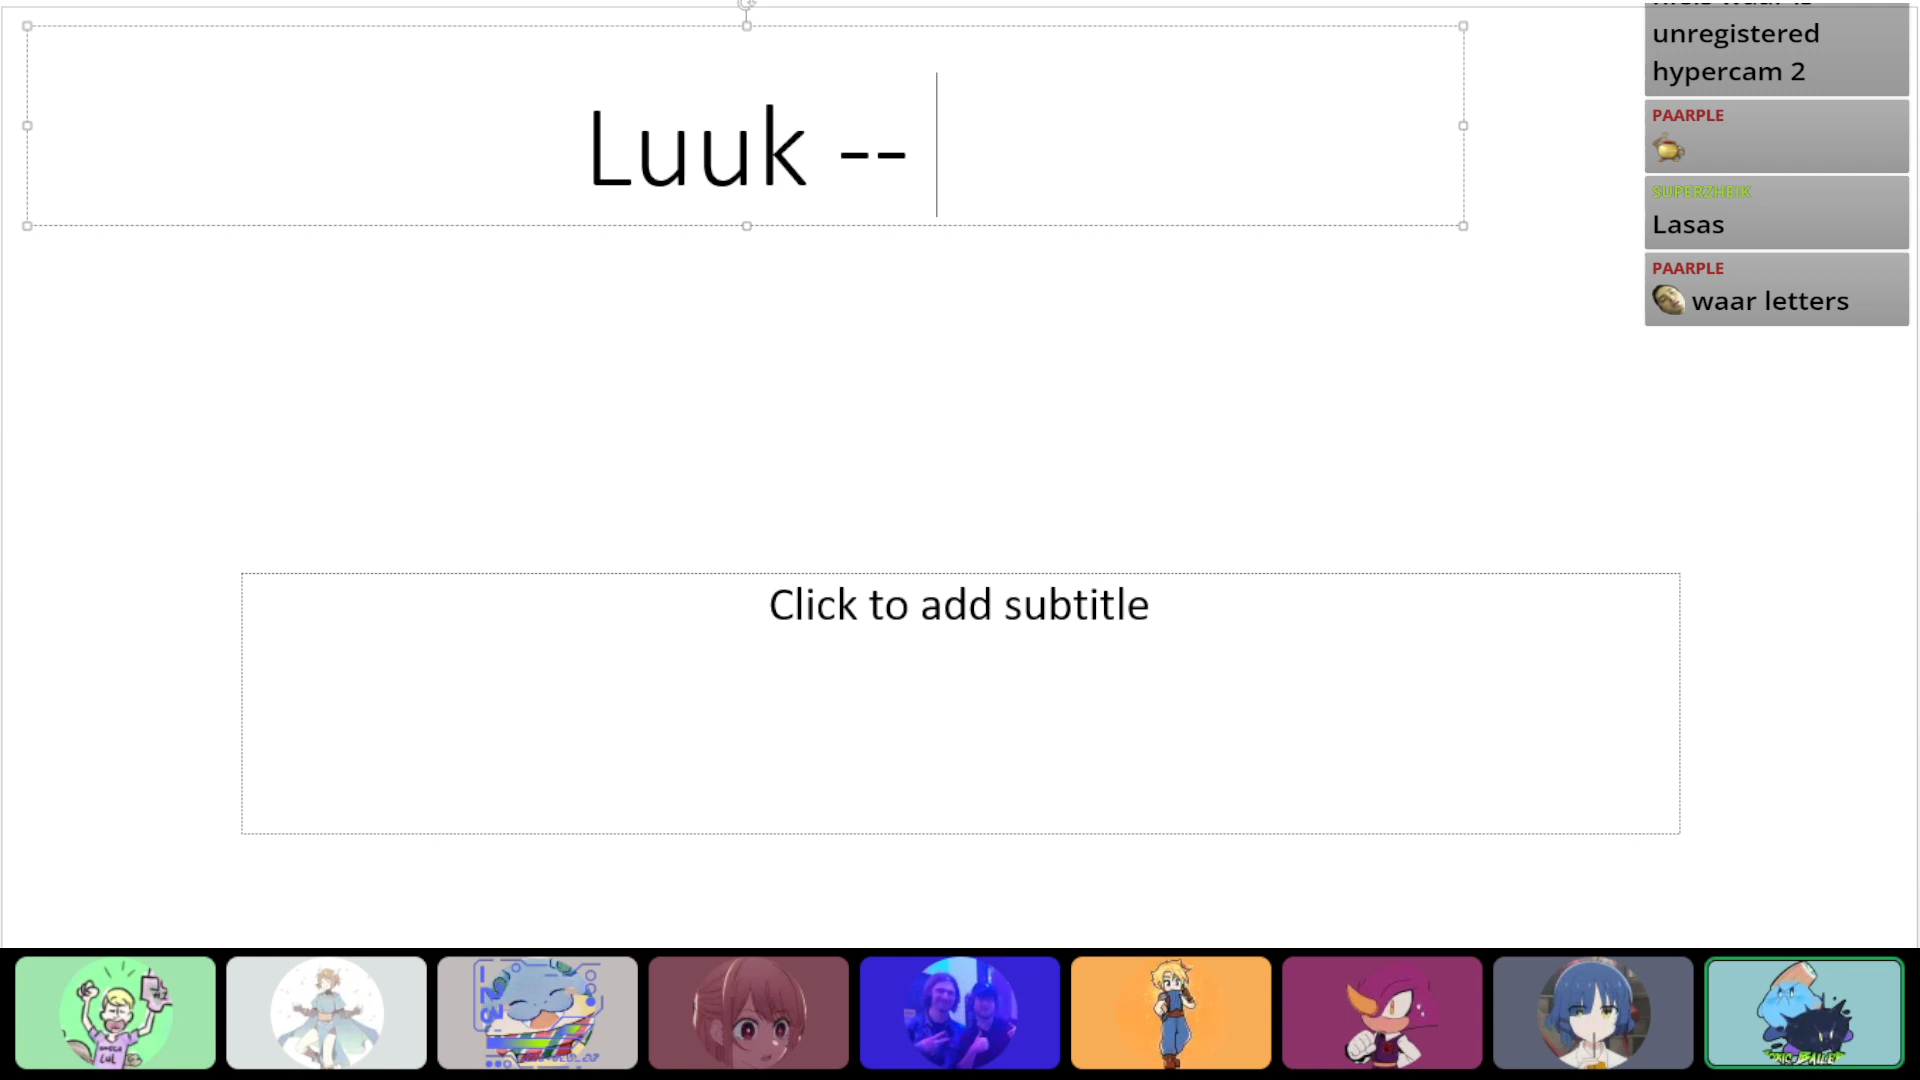 Luuk --
unregistered
hypercam 2
PAARPLE
SUPERZHEIK
Lasas
PAARPLE
waar letters
Click to add subtitle